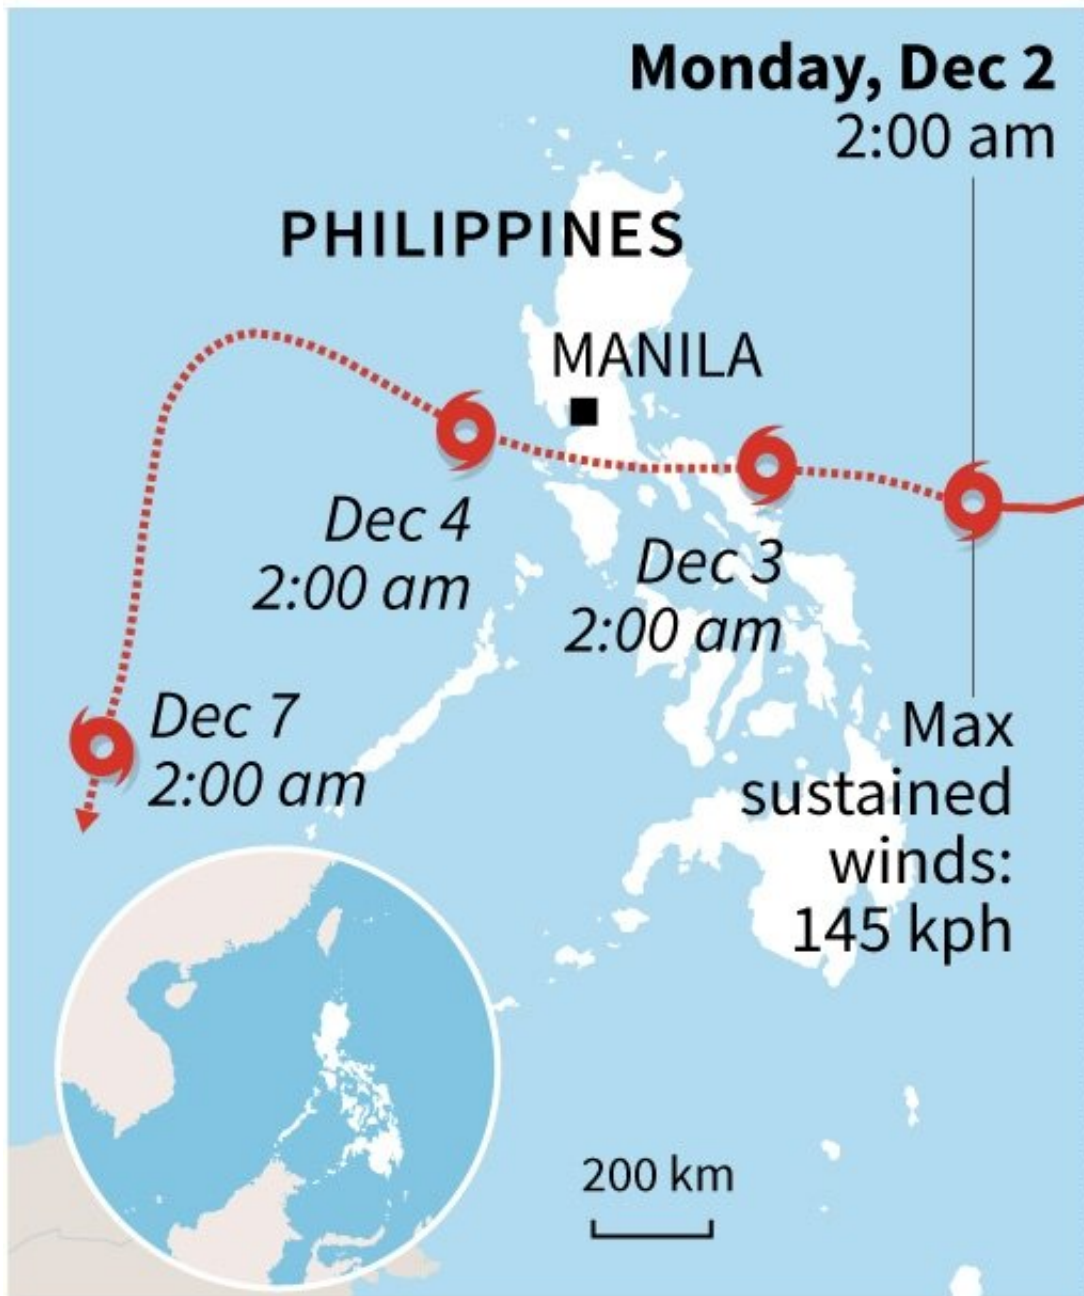 Monday, Dec 2
2:00 am
PHILIPPINES
MANILA
Dec 4
2:00 am
Dec 3
2:00 am
Dec 7
2:00 am
Max
sustained
winds:
145 kph
200 km